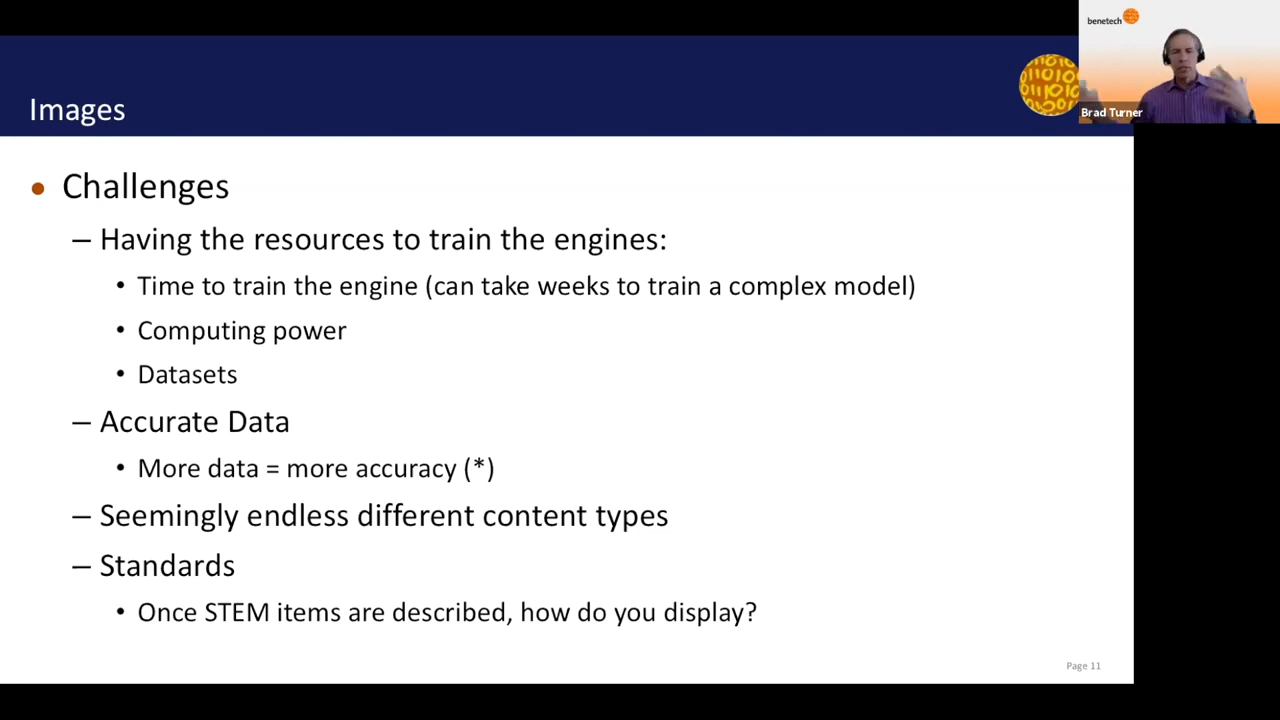 benetech
Brad Turner
Images
• Challenges
– Having the resources to train the engines:
• Time to train the engine (can take weeks to train a complex model)
• Computing power
• Datasets
– Accurate Data
• More data = more accuracy (*)
– Seemingly endless different content types
– Standards
• Once STEM items are described, how do you display?
Page 11